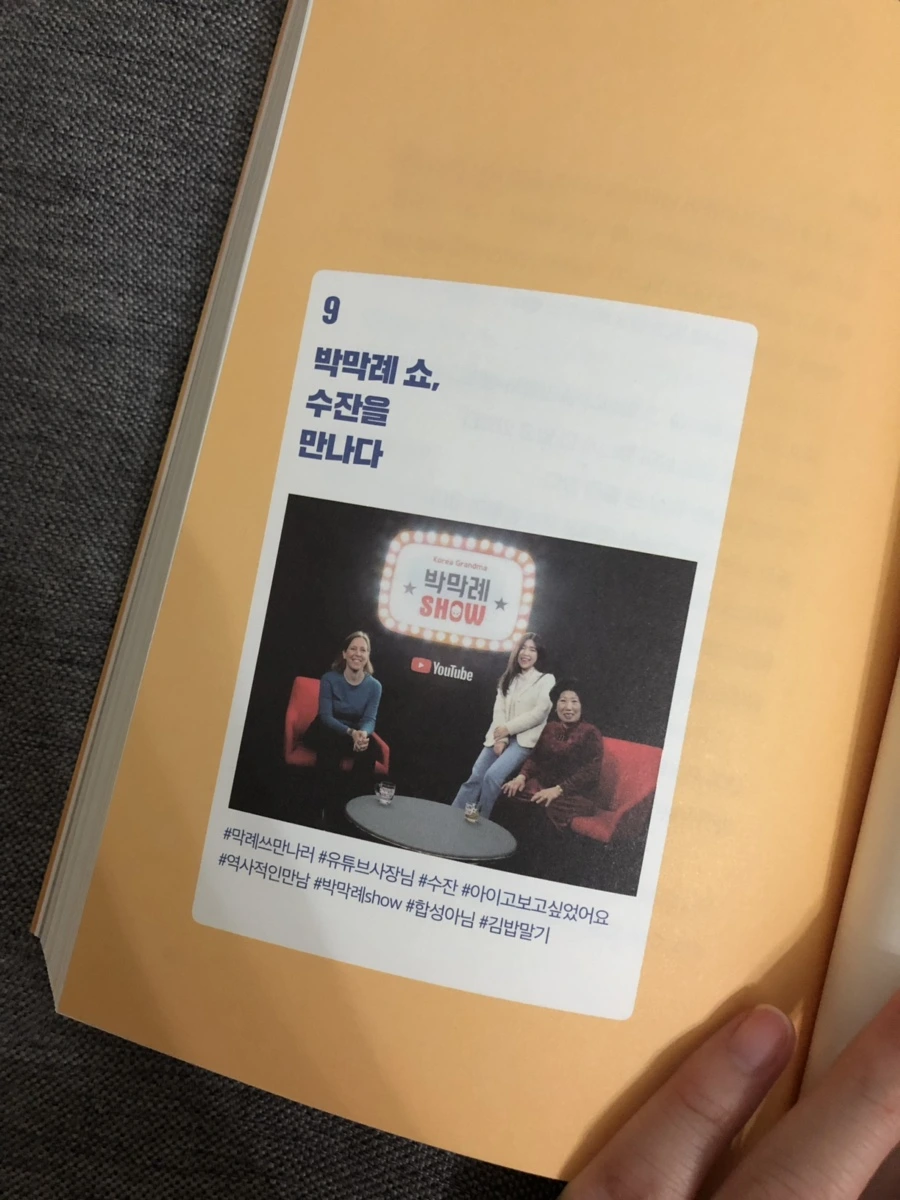 9
박막례 쇼,
수잔을
만나다
Korea Grandma
박막례
SHOW
YouTube
#막례쓰만나러 #유튜브사장님 #수잔 #아이고보고싶었어요
#역사적인만남 #박막례show #합성아님 #김밥말기